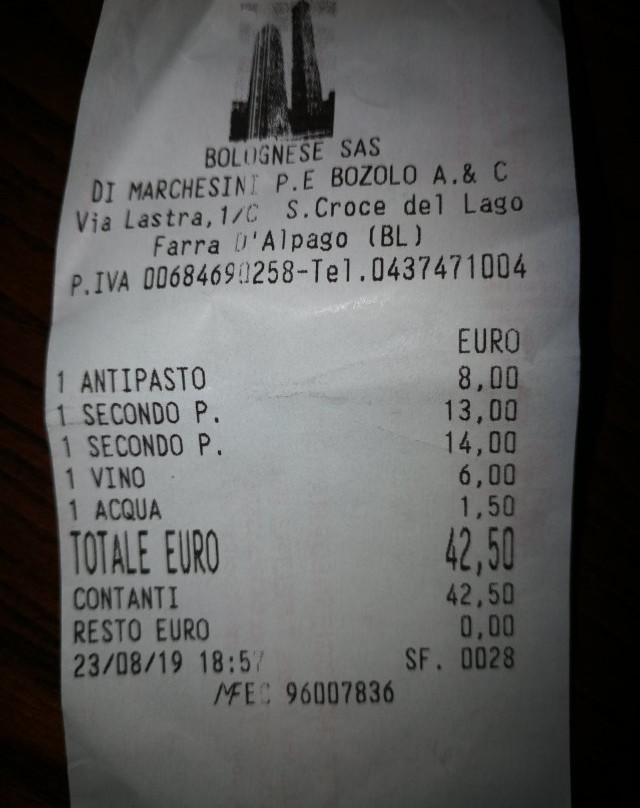 BOLOGNESE SAS
DI MARCHESINI P.E BOZOLO A.& C
Via Lastra,1/C S.Croce del Lago
Farra D'Alpago (BL)
P.IVA 00684690258-Tel.0437471004
EURO
1 ANTIPASTO 8,00
1 SECONDO P. 13,00
1 SECONDO P. 14,00
1 VINO 6,00
1 ACQUA 1,50
TOTALE EURO 42,50
CONTANTI 42,50
RESTO EURO 0,00
23/08/19 18:57 SF. 0028
96007836